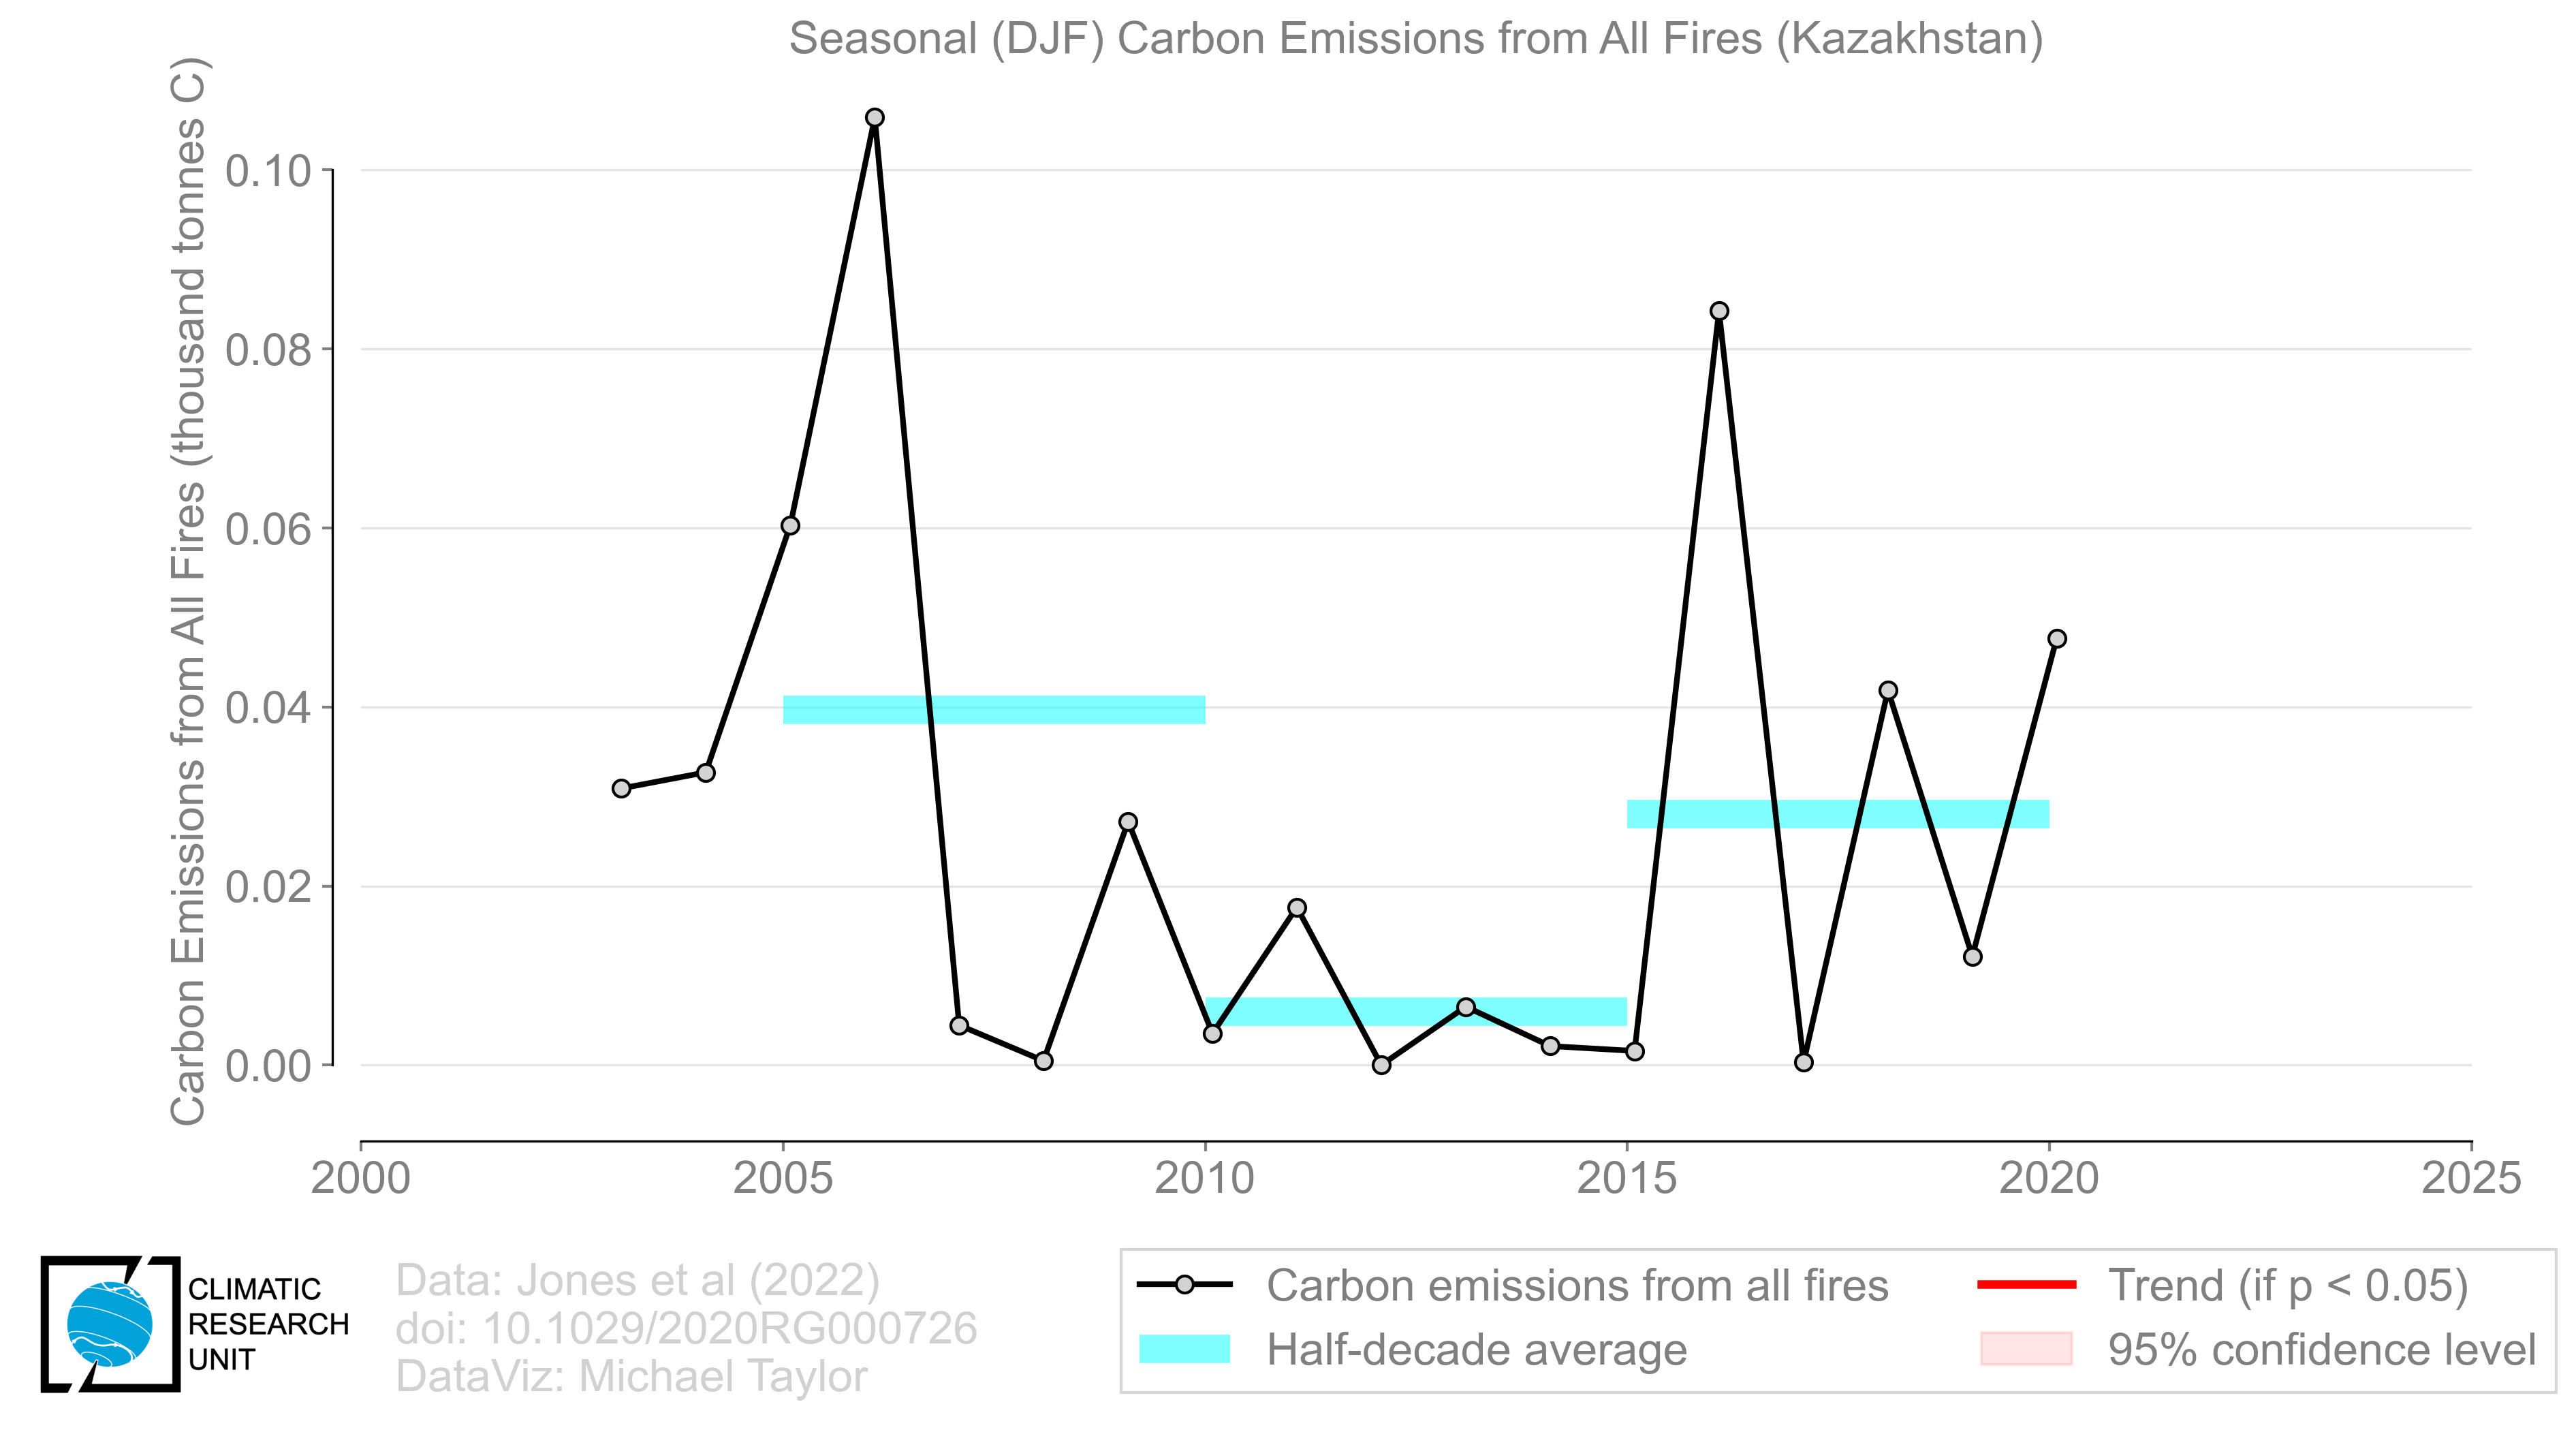 Seasonal (DJF) Carbon Emissions from All Fires (Kazakhstan)
Carbon Emissions from All Fires (thousand tonnes C)
0.10
0.08
0.06
0.04
0.02
0.00
2000
2005
2010
2015
2020
2025
CLIMATIC
RESEARCH
UNIT
Data: Jones et al (2022)
doi: 10.1029/2020RG000726
DataViz: Michael Taylor
Carbon emissions from all fires
Half-decade average
Trend (if p < 0.05)
95% confidence level